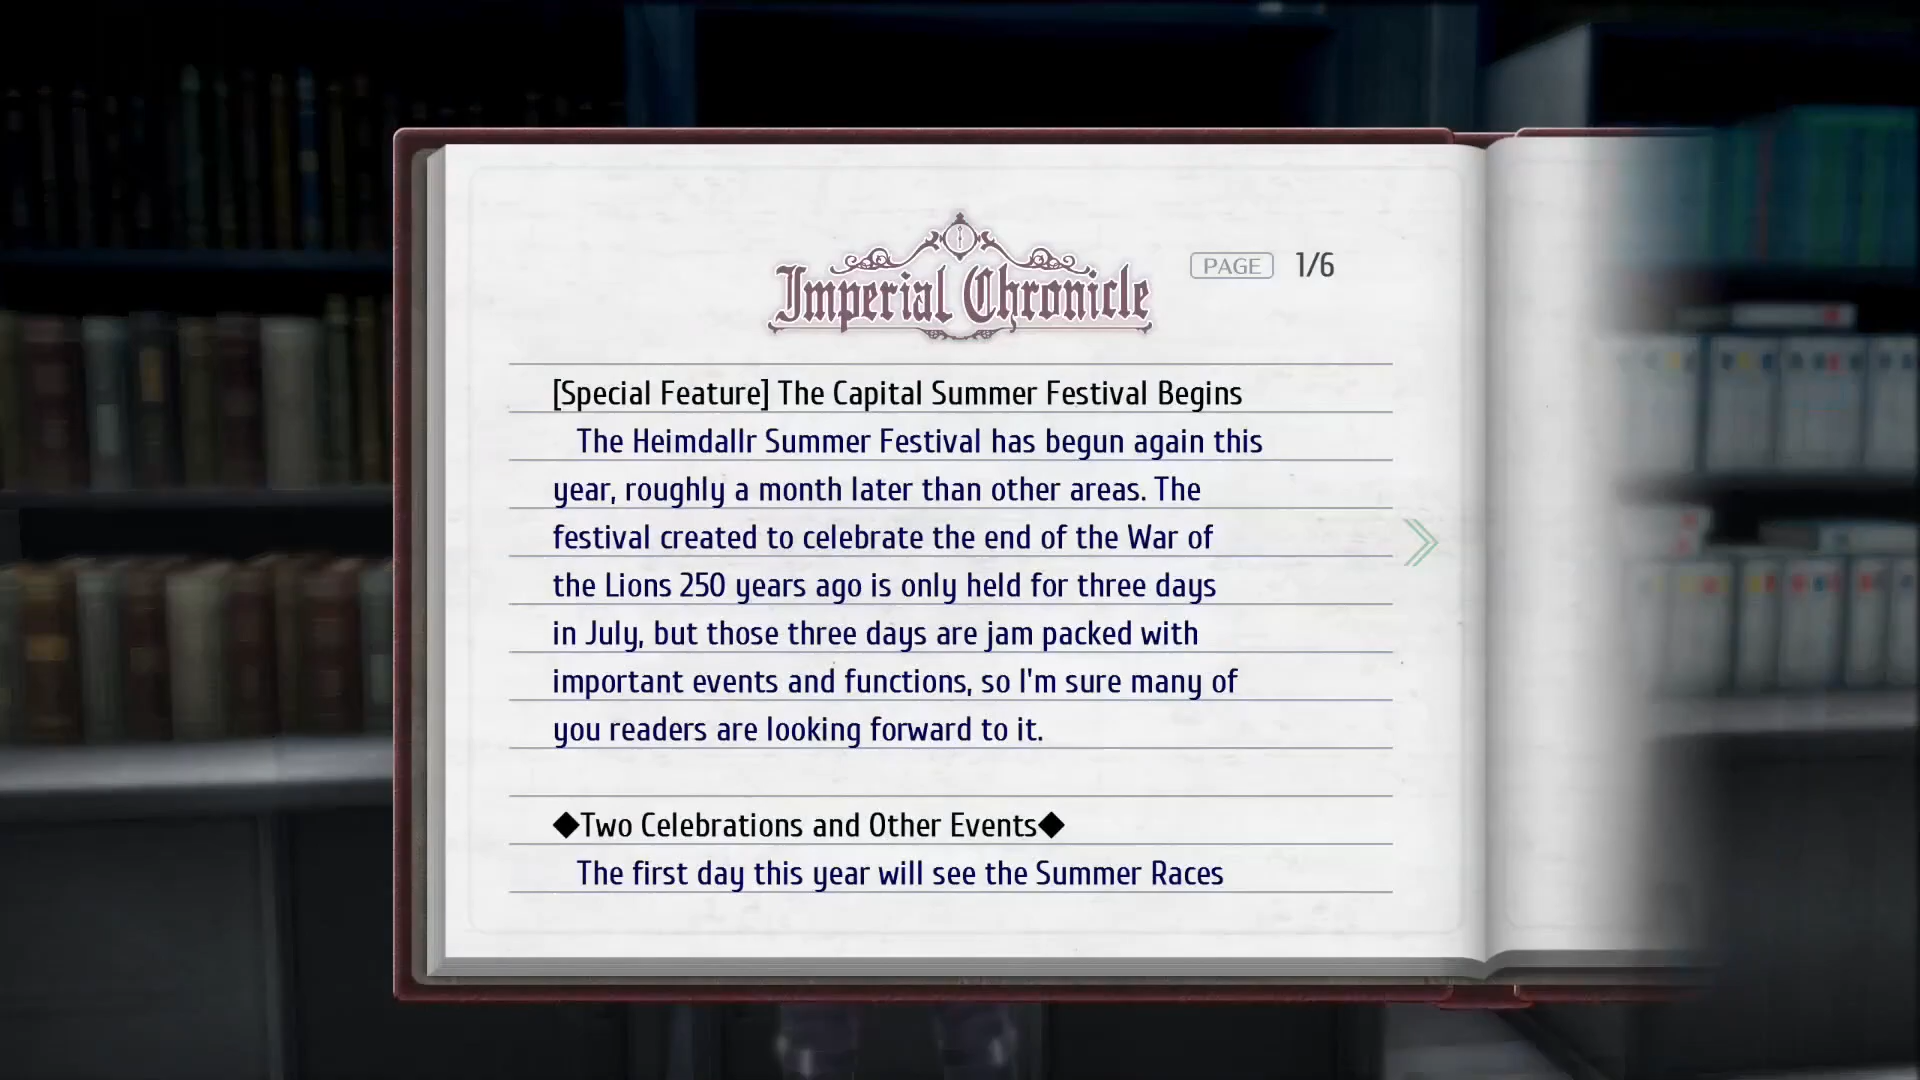 Imperial Chronicle
PAGE 1/6
[Special Feature] The Capital Summer Festival Begins
The Heimdallr Summer Festival has begun again this
year, roughly a month later than other areas. The
festival created to celebrate the end of the War of
the Lions 250 years ago is only held for three days
in July, but those three days are jam packed with
important events and functions, so I'm sure many of
you readers are looking forward to it.
◆Two Celebrations and Other Events◆
The first day this year will see the Summer Races